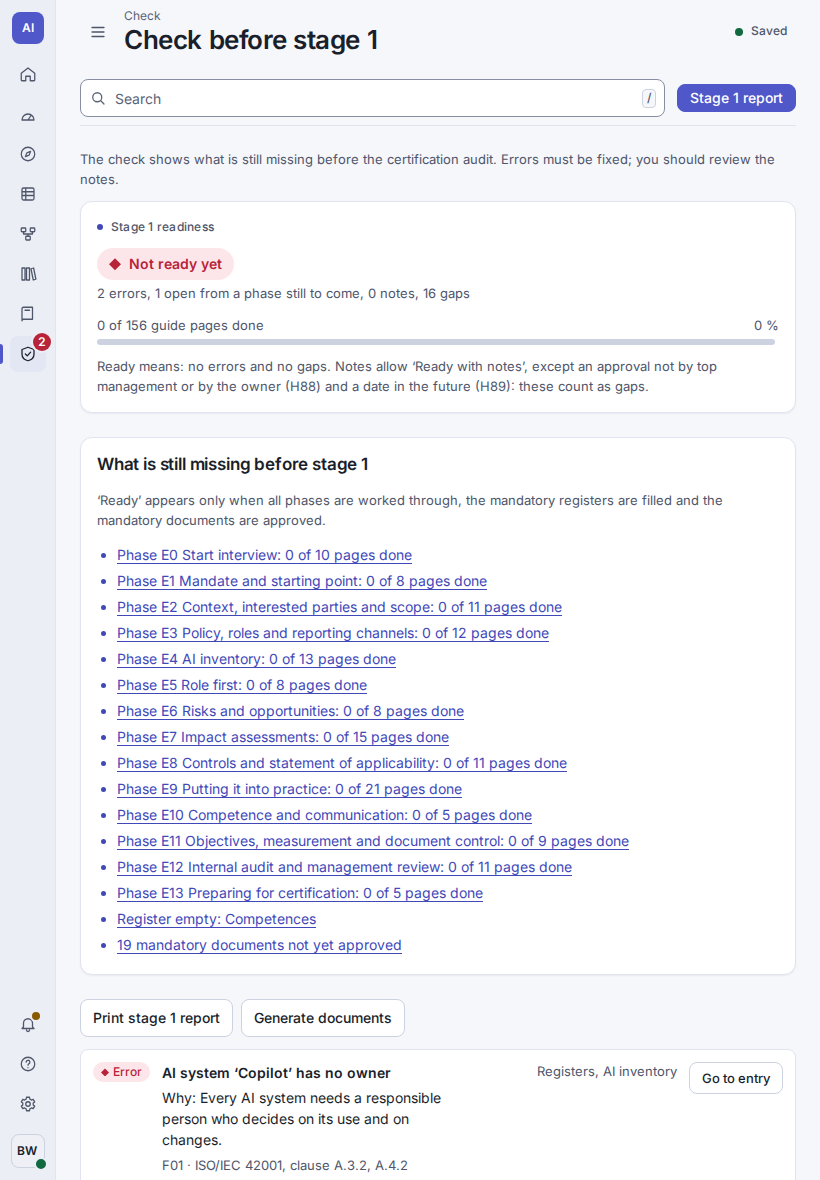 AI
Check
Check before stage 1
Saved
Search
/
Stage 1 report
The check shows what is still missing before the certification audit. Errors must be fixed; you should review the
notes.
Stage 1 readiness
Not ready yet
2 errors, 1 open from a phase still to come, 0 notes, 16 gaps
0 of 156 guide pages done
0 %
Ready means: no errors and no gaps. Notes allow ‘Ready with notes’, except an approval not by top
management or by the owner (H88) and a date in the future (H89): these count as gaps.
2
What is still missing before stage 1
‘Ready’ appears only when all phases are worked through, the mandatory registers are filled and the
mandatory documents are approved.
Phase E0 Start interview: 0 of 10 pages done
Phase E1 Mandate and starting point: 0 of 8 pages done
Phase E2 Context, interested parties and scope: 0 of 11 pages done
Phase E3 Policy, roles and reporting channels: 0 of 12 pages done
Phase E4 AI inventory: 0 of 13 pages done
Phase E5 Role first: 0 of 8 pages done
Phase E6 Risks and opportunities: 0 of 8 pages done
Phase E7 Impact assessments: 0 of 15 pages done
Phase E8 Controls and statement of applicability: 0 of 11 pages done
Phase E9 Putting it into practice: 0 of 21 pages done
Phase E10 Competence and communication: 0 of 5 pages done
Phase E11 Objectives, measurement and document control: 0 of 9 pages done
Phase E12 Internal audit and management review: 0 of 11 pages done
Phase E13 Preparing for certification: 0 of 5 pages done
Register empty: Competences
19 mandatory documents not yet approved
Print stage 1 report
Generate documents
Error
AI system ‘Copilot’ has no owner
Registers, AI inventory
Go to entry
Why: Every AI system needs a responsible
person who decides on its use and on
changes.
F01 · ISO/IEC 42001, clause A.3.2, A.4.2
BW